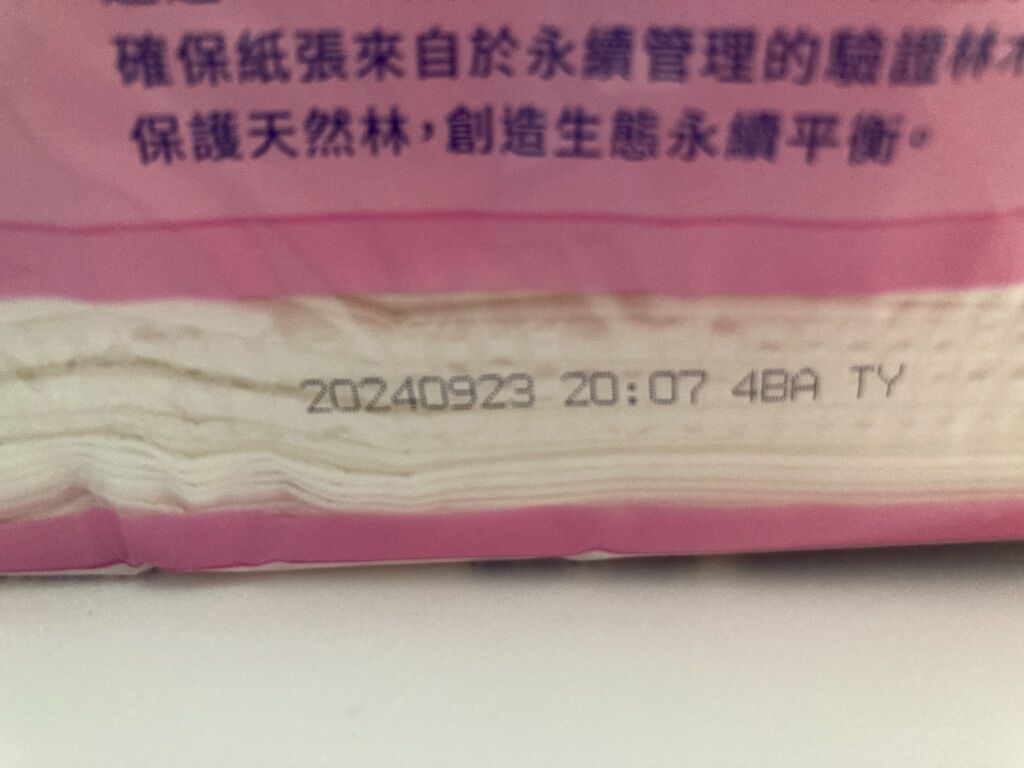 確保紙張來自於永續管理的驗證林
保護天然林，創造生態永續平衡。
20240923 20:07 4BA TY